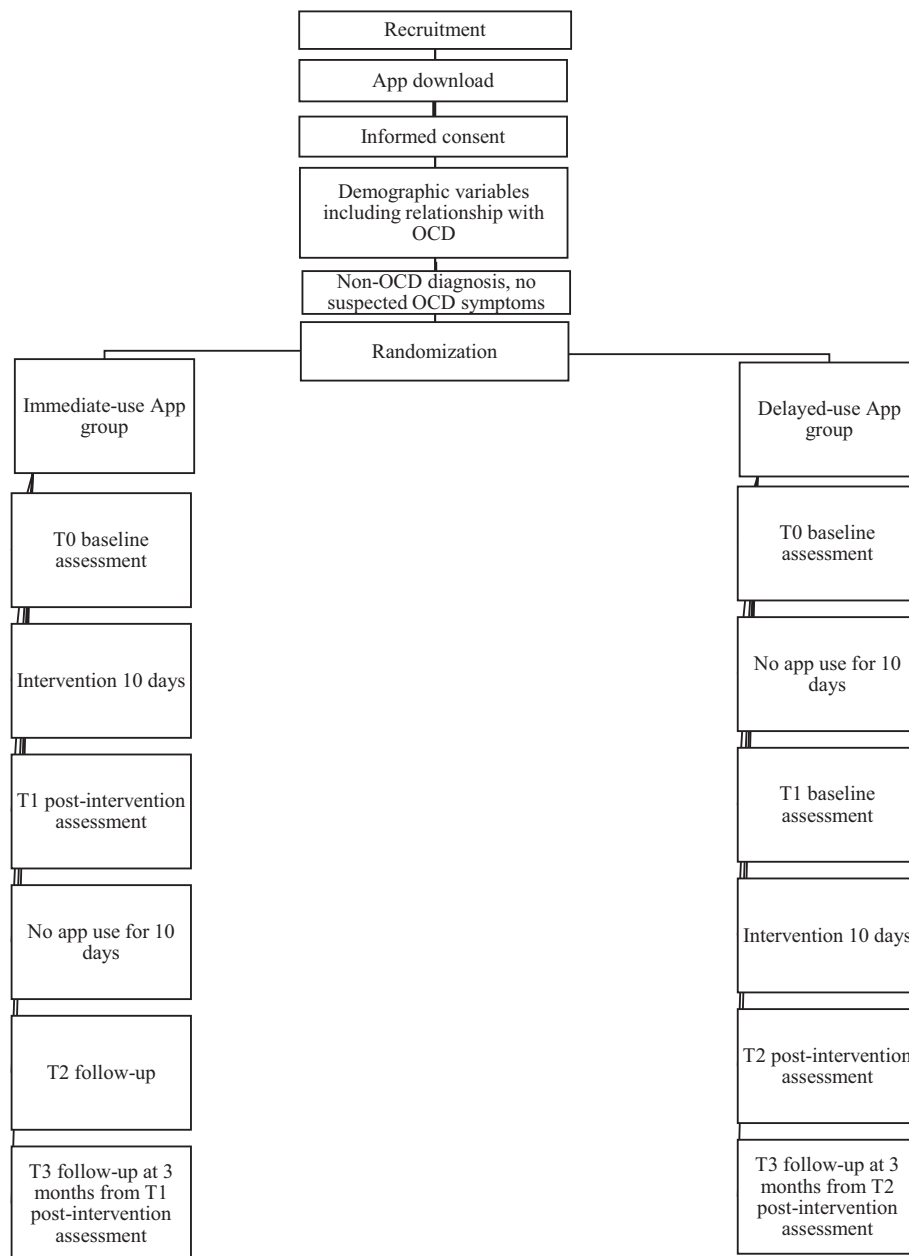 Recruitment
App download
Informed consent
Demographic variables
including relationship with
OCD
Non-OCD diagnosis, no
suspected OCD symptoms
Randomization
Immediate-use App
group
T0 baseline
assessment
Intervention 10 days
T1 post-intervention
assessment
No app use for 10
days
T2 follow-up
T3 follow-up at 3
months from T1
post-intervention
assessment
Delayed-use App
group
T0 baseline
assessment
No app use for 10
days
T1 baseline
assessment
Intervention 10 days
T2 post-intervention
assessment
T3 follow-up at 3
months from T2
post-intervention
assessment